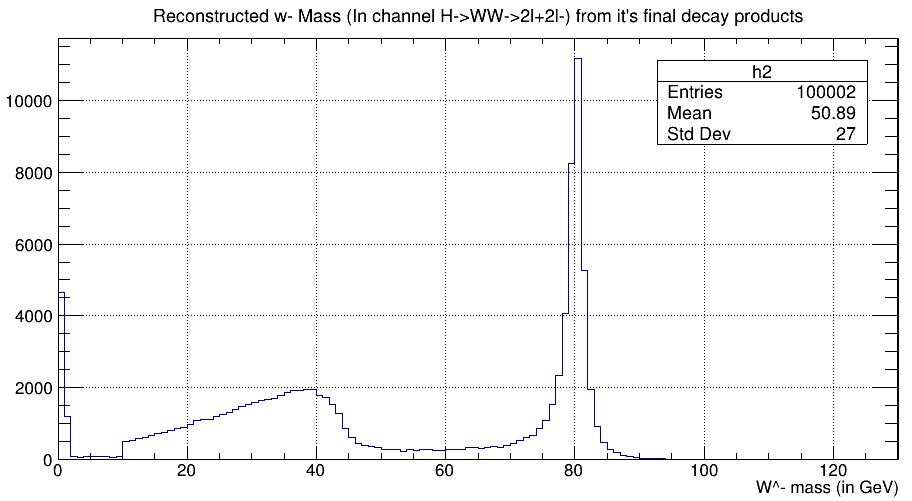 Reconstructed w- Mass (In channel H->WW->2l+2l-) from it's final decay products
h2
Entries 100002
Mean 50.89
Std Dev 27
10000
8000
6000
4000
2000
0
0 20 40 60 80 100 120
W^- mass (in GeV)